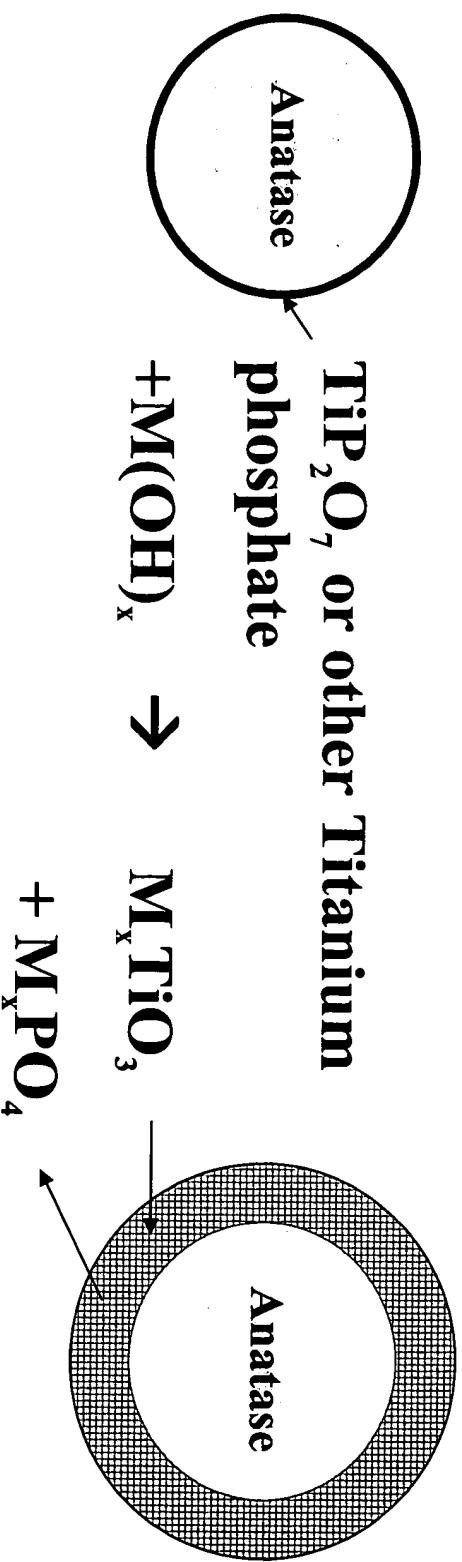 Anatase
TiP₂O₇ or other Titanium
phosphate
+M(OH)ₓ → MₓTiO₃
+ MₓPO₄
Anatase